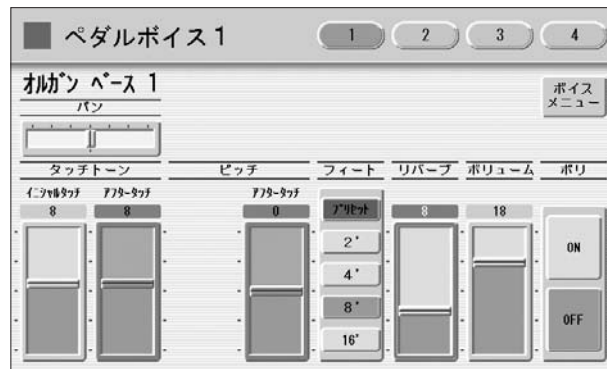 ペダルボイス1
1 2 3 4
オルガン ベース 1
ボイス
メニュー
パン
タッチトーン ピッチ フィート リバーブ ボリューム ポリ
イニシャルタッチ アフタータッチ アフタータッチ
8 8 0 プリセット 8 18
2'
ON
4'
8'
OFF
16'